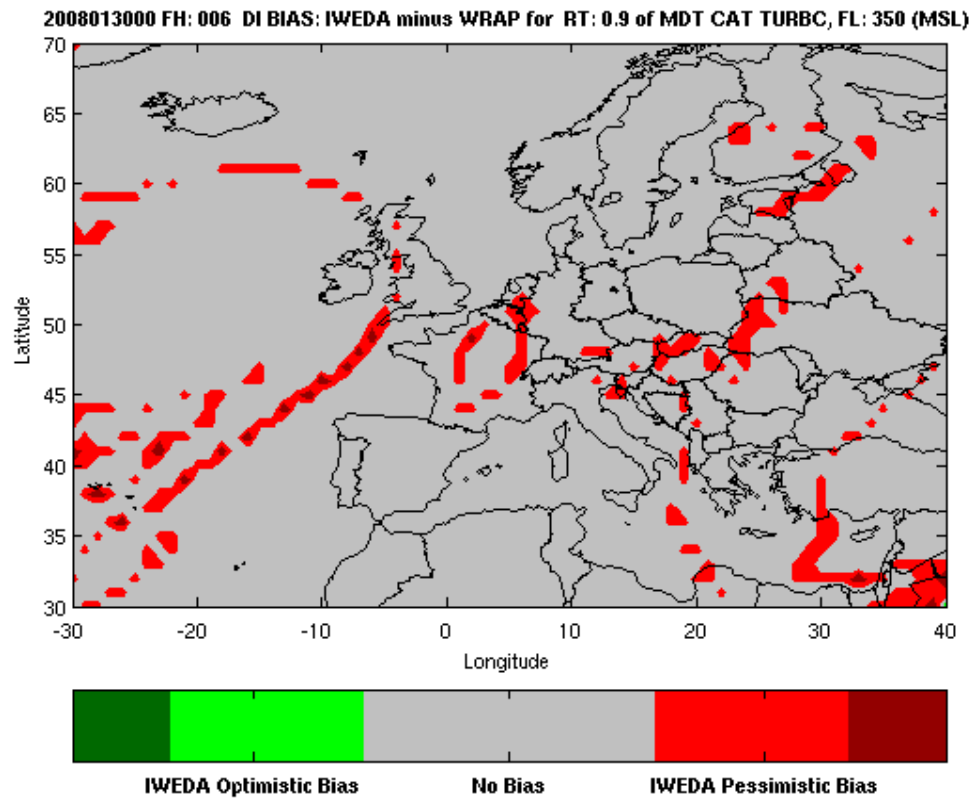 2008013000 FH: 006  DI BIAS: IWEDA minus WRAP for  RT: 0.9 of MDT CAT TURBC, FL: 350 (MSL)
70
65
60
55
50
45
40
35
30
Latitude
-30 -20 -10 0 10 20 30 40
Longitude
IWEDA Optimistic Bias No Bias IWEDA Pessimistic Bias